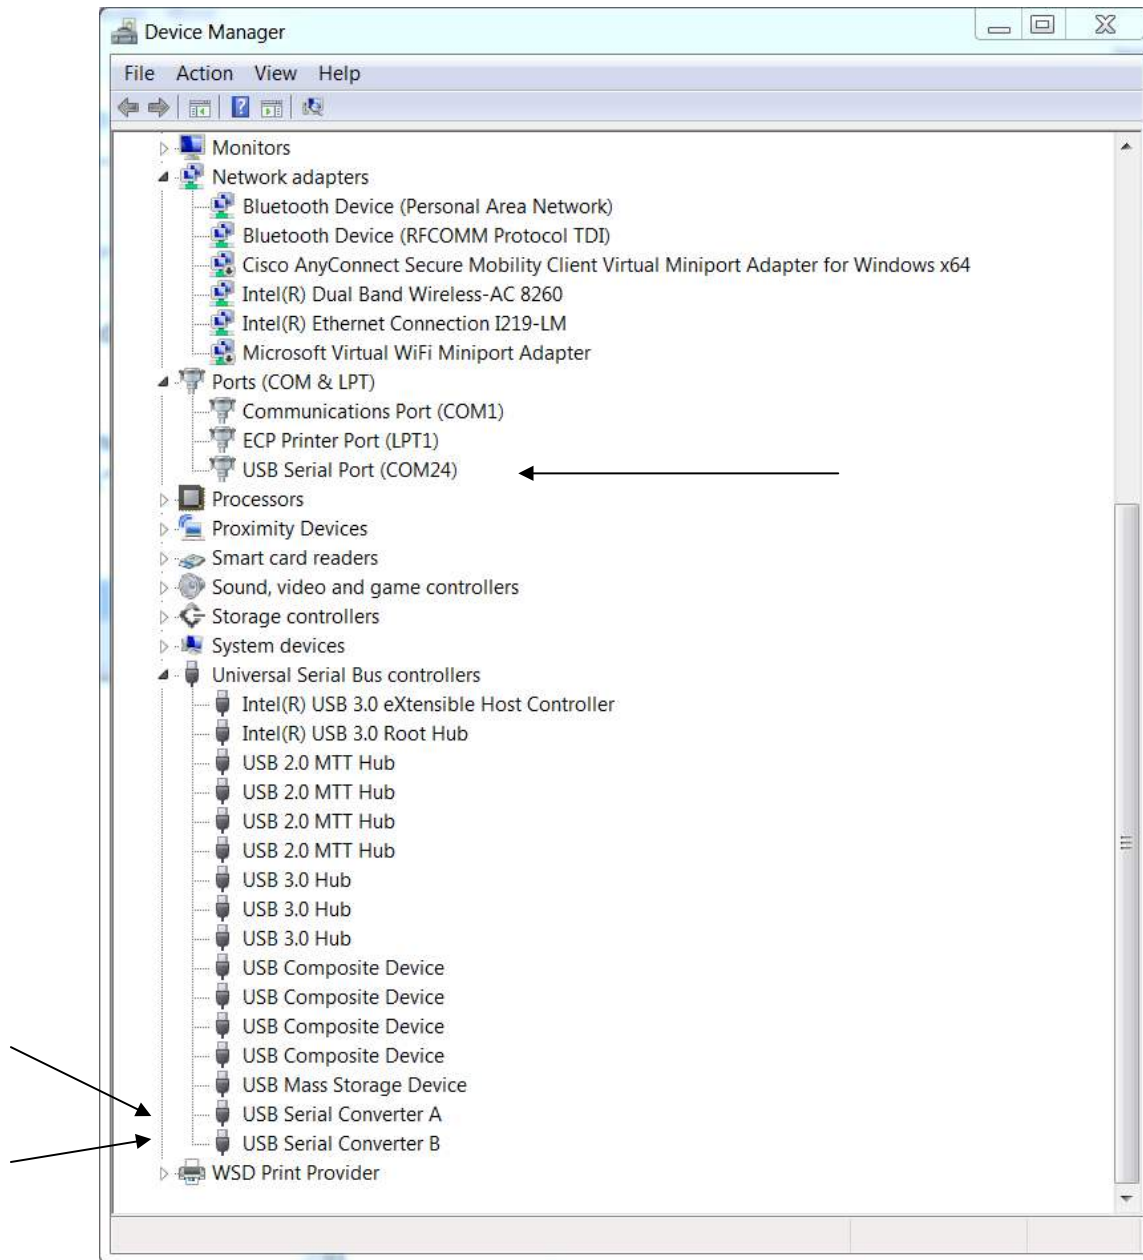 Device Manager
File Action View Help
Monitors
Network adapters
Bluetooth Device (Personal Area Network)
Bluetooth Device (RFCOMM Protocol TDI)
Cisco AnyConnect Secure Mobility Client Virtual Miniport Adapter for Windows x64
Intel(R) Dual Band Wireless-AC 8260
Intel(R) Ethernet Connection I219-LM
Microsoft Virtual WiFi Miniport Adapter
Ports (COM & LPT)
Communications Port (COM1)
ECP Printer Port (LPT1)
USB Serial Port (COM24)
Processors
Proximity Devices
Smart card readers
Sound, video and game controllers
Storage controllers
System devices
Universal Serial Bus controllers
Intel(R) USB 3.0 eXtensible Host Controller
Intel(R) USB 3.0 Root Hub
USB 2.0 MTT Hub
USB 2.0 MTT Hub
USB 2.0 MTT Hub
USB 2.0 MTT Hub
USB 3.0 Hub
USB 3.0 Hub
USB 3.0 Hub
USB Composite Device
USB Composite Device
USB Composite Device
USB Composite Device
USB Mass Storage Device
USB Serial Converter A
USB Serial Converter B
WSD Print Provider